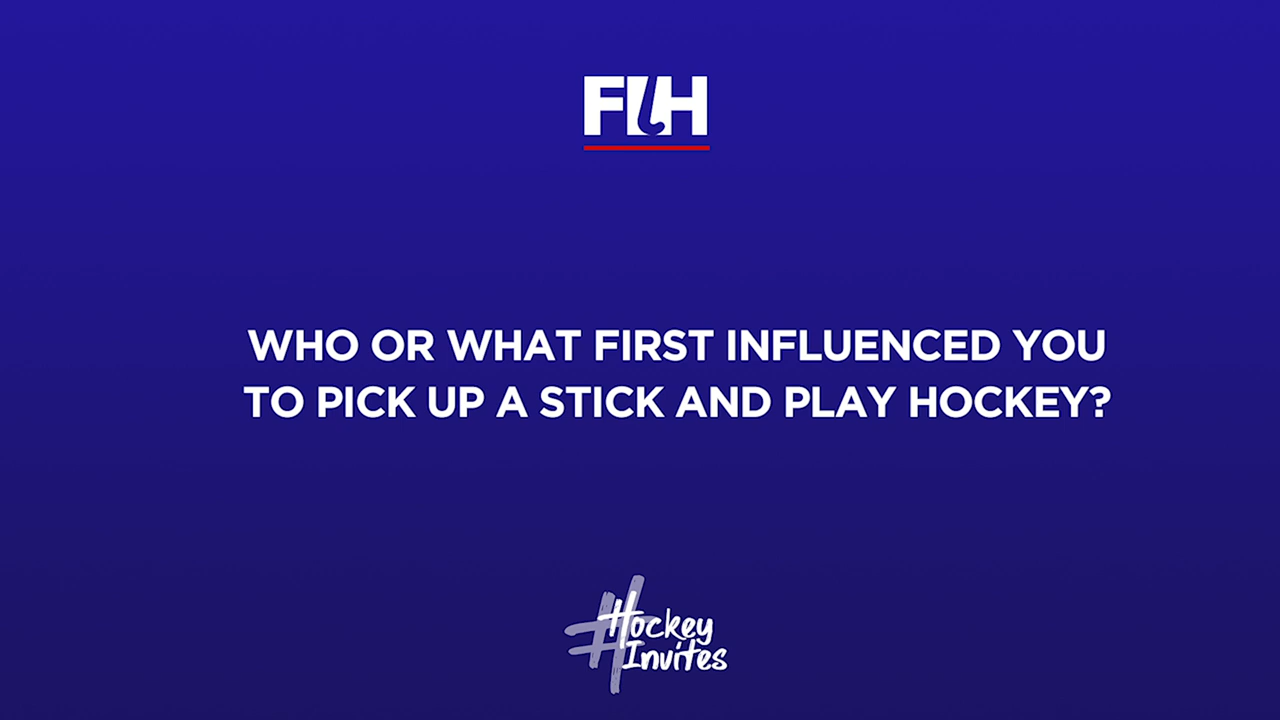 FIH
WHO OR WHAT FIRST INFLUENCED YOU
TO PICK UP A STICK AND PLAY HOCKEY?
#Hockey
Invites